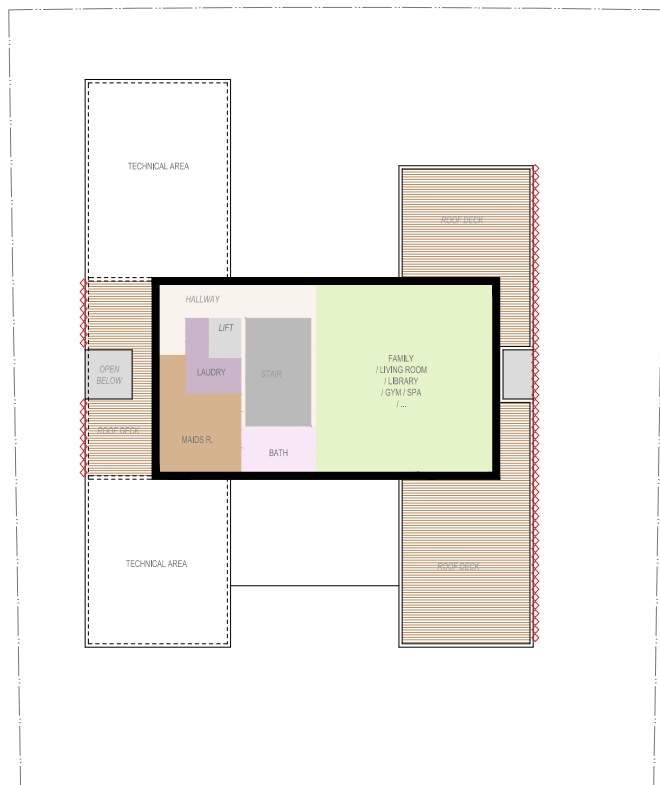 TECHNICAL AREA
ROOF DECK
HALLWAY
LIFT
OPEN
BELOW
LAUDRY
STAIR
FAMILY
/ LIVING ROOM
/ LIBRARY
/ GYM / SPA
/ ...
ROOF DECK
MAIDS R.
BATH
TECHNICAL AREA
ROOF DECK